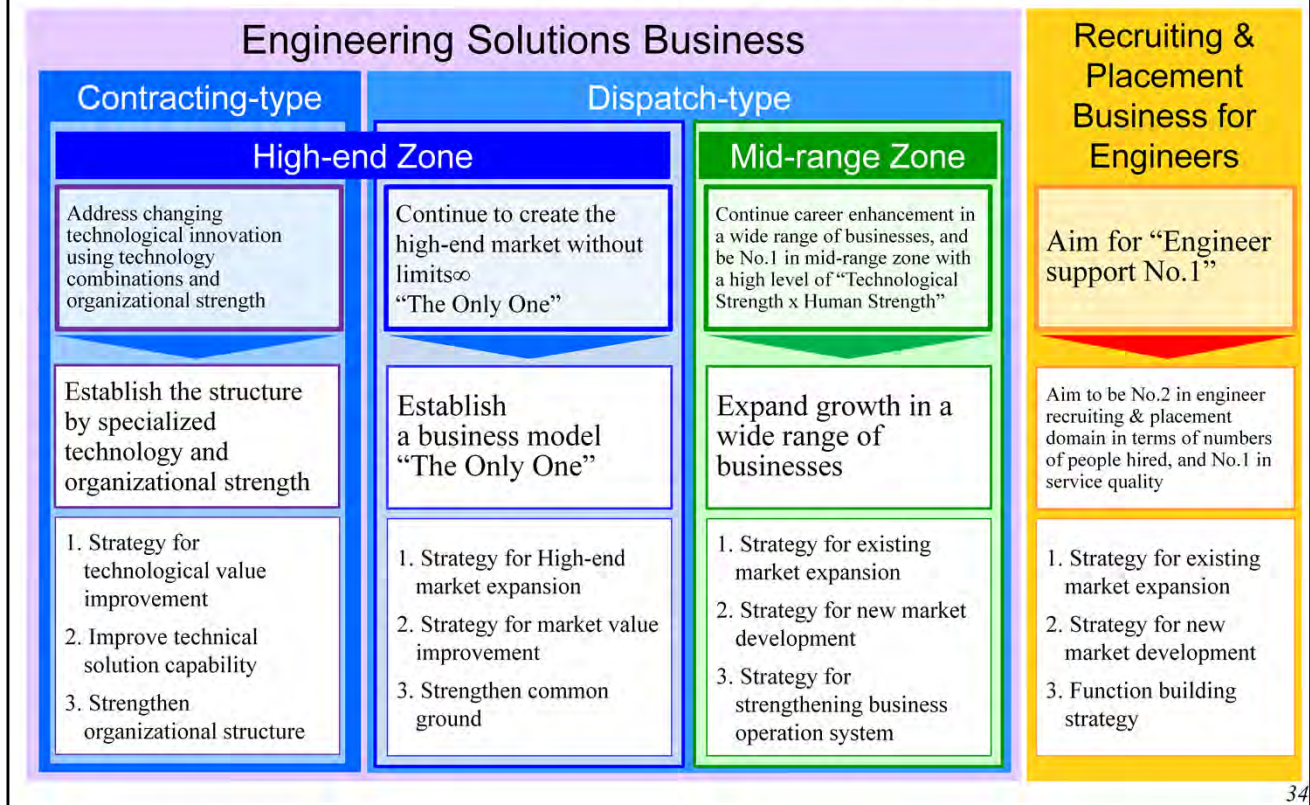 Engineering Solutions Business
Contracting-type
Dispatch-type
High-end Zone
Mid-range Zone
Address changing
technological innovation
using technology
combinations and
organizational strength
Establish the structure
by specialized
technology and
organizational strength
1. Strategy for
technological value
improvement
2. Improve technical
solution capability
3. Strengthen
organizational structure
Continue to create the
high-end market without
limits∞
“The Only One”
Establish
a business model
“The Only One”
1. Strategy for High-end
market expansion
2. Strategy for market value
improvement
3. Strengthen common
ground
Continue career enhancement in
a wide range of businesses, and
be No.1 in mid-range zone with
a high level of “Technological
Strength x Human Strength”
Expand growth in a
wide range of
businesses
1. Strategy for existing
market expansion
2. Strategy for new market
development
3. Strategy for
strengthening business
operation system
Recruiting &
Placement
Business for
Engineers
Aim for “Engineer
support No.1”
Aim to be No.2 in engineer
recruiting & placement
domain in terms of numbers
of people hired, and No.1 in
service quality
1. Strategy for existing
market expansion
2. Strategy for new
market development
3. Function building
strategy
34